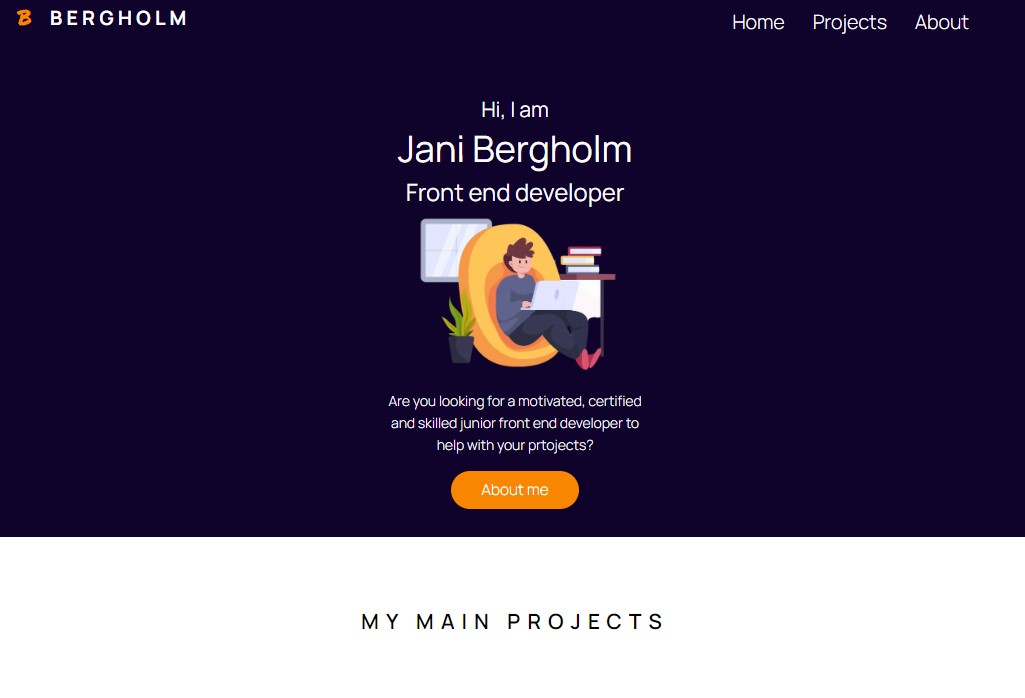 B BERGHOLM
Home Projects About
Hi, I am
Jani Bergholm
Front end developer
Are you looking for a motivated, certified
and skilled junior front end developer to
help with your prtojects?
About me
MY MAIN PROJECTS